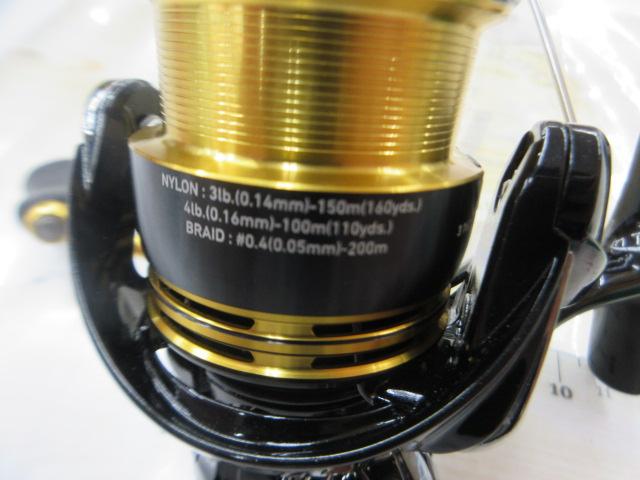 NYLON : 3lb.(0.14mm)-150m(160yds.)
4lb.(0.16mm)-100m(110yds.)
BRAID : #0.4(0.05mm)-200m
10